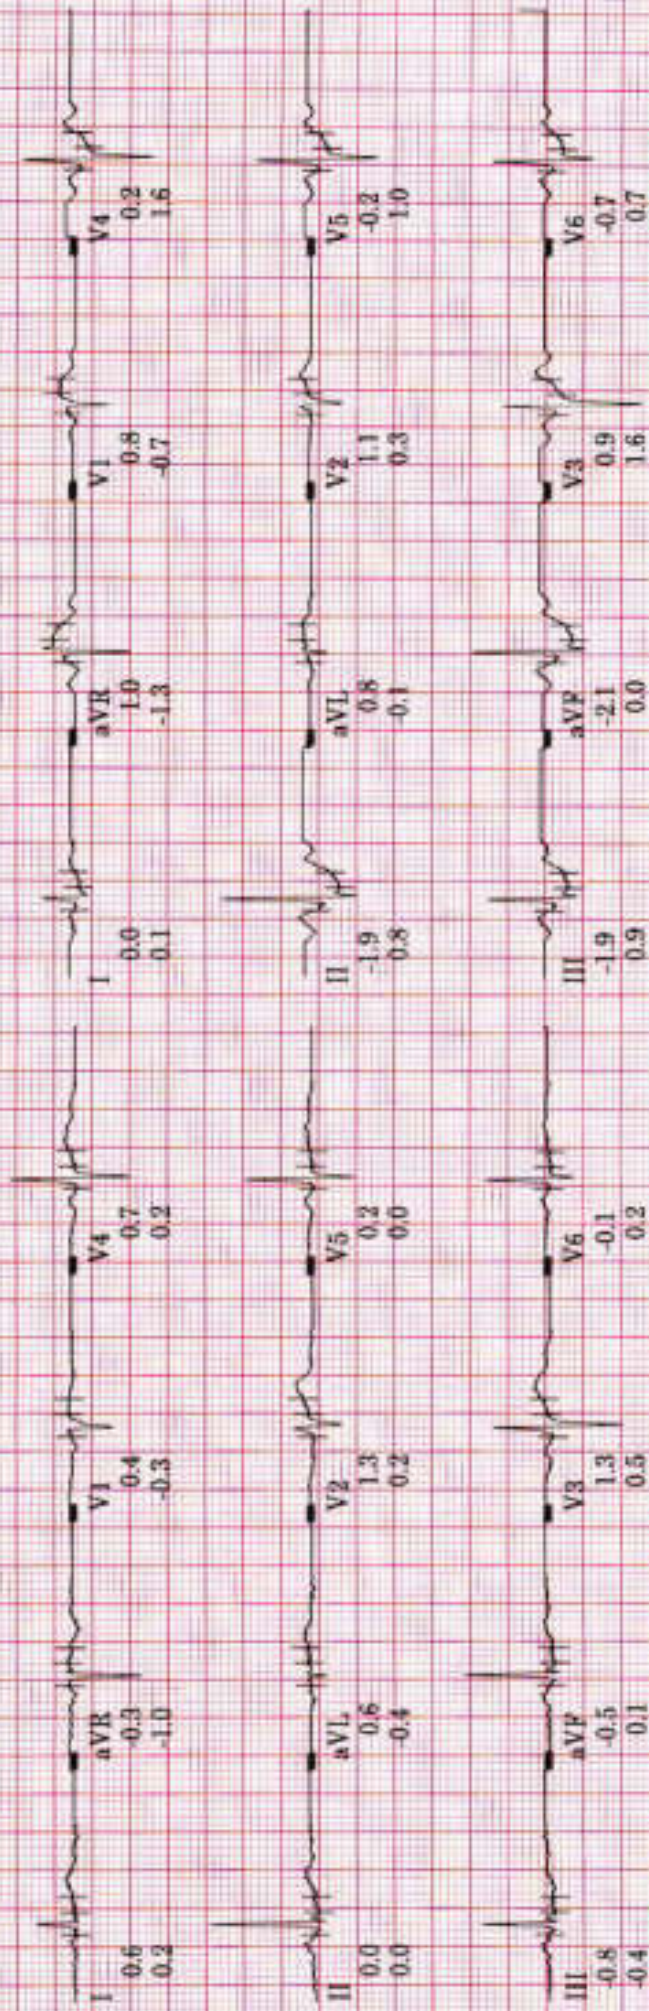 I aVR V1 V4 I aVR V1 V4
0.6 -0.3 0.4 0.7 0.0 1.0 0.8 0.2
0.2 -1.0 -0.3 0.2 0.1 -1.3 -0.7 1.6
II aVL V2 V5 II aVL V2 V5
0.0 0.6 1.3 0.2 -1.9 0.8 1.1 -0.2
0.0 -0.4 0.2 0.0 0.8 -0.1 0.3 1.0
III aVF V3 V6 III aVF V3 V6
-0.8 -0.5 1.3 -0.1 -1.9 -2.1 0.9 -0.7
-0.4 0.1 0.5 0.2 0.9 0.0 1.6 0.7